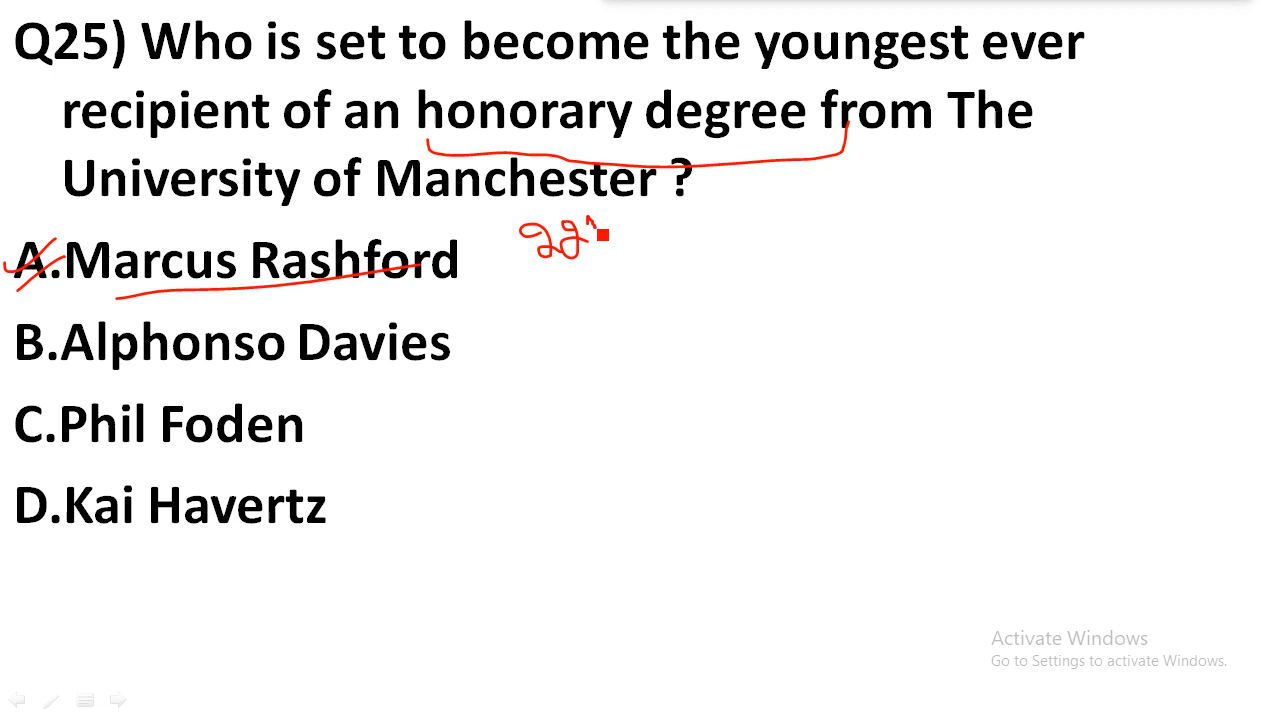 Q25) Who is set to become the youngest ever
recipient of an honorary degree from The
University of Manchester ?
22
A.Marcus Rashford
B.Alphonso Davies
C.Phil Foden
D.Kai Havertz
Activate Windows
Go to Settings to activate Windows.